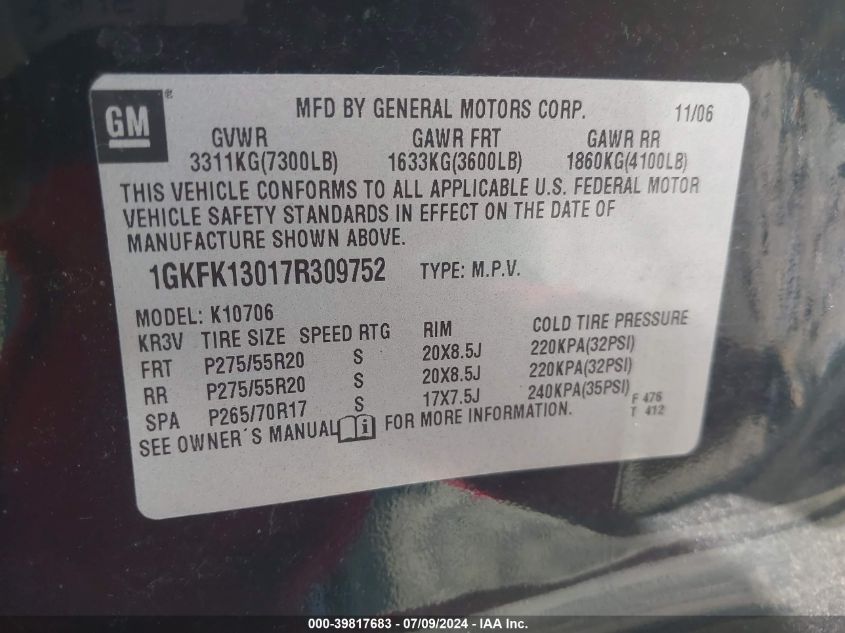 GM ®
MFD BY GENERAL MOTORS CORP. 11/06
GVWR GAWR FRT GAWR RR
3311KG(7300LB) 1633KG(3600LB) 1860KG(4100LB)
THIS VEHICLE CONFORMS TO ALL APPLICABLE U.S. FEDERAL MOTOR
VEHICLE SAFETY STANDARDS IN EFFECT ON THE DATE OF
MANUFACTURE SHOWN ABOVE.
1GKFK13017R309752 TYPE: M.P.V.
MODEL: K10706
KR3V TIRE SIZE SPEED RTG RIM COLD TIRE PRESSURE
FRT P275/55R20 S 20X8.5J 220KPA(32PSI)
RR P275/55R20 S 20X8.5J 220KPA(32PSI)
SPA P265/70R17 S 17X7.5J 240KPA(35PSI)
SEE OWNER´S MANUAL i FOR MORE INFORMATION.
F 476
T 412
000-39817683 - 07/09/2024 - IAA Inc.